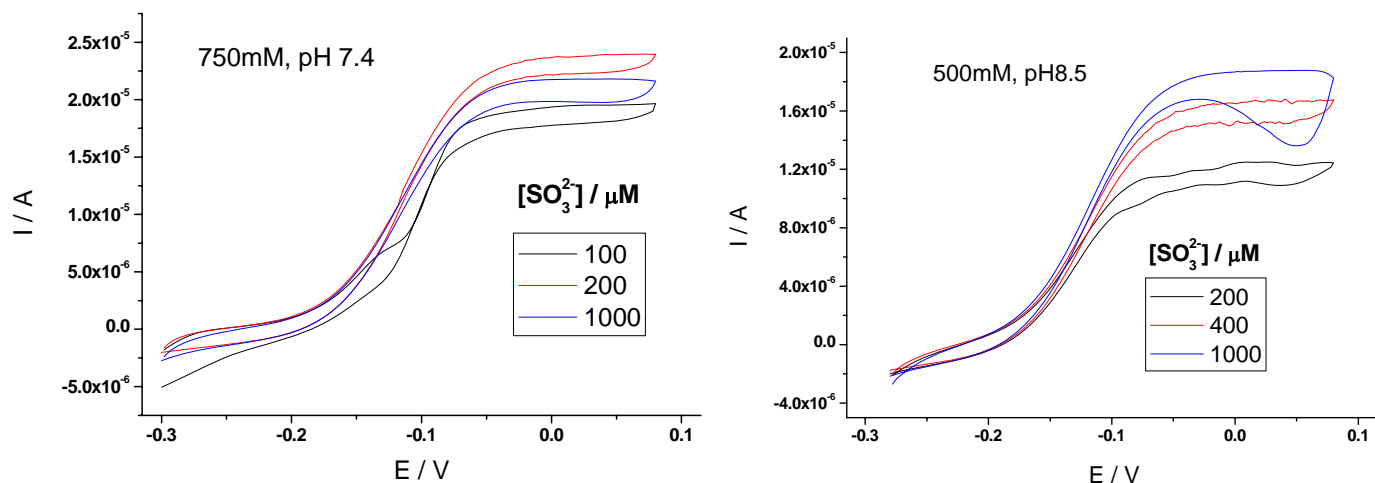 2.5x10⁻⁵
750mM, pH 7.4
2.0x10⁻⁵
1.5x10⁻⁵
1.0x10⁻⁵
5.0x10⁻⁶
0.0
-5.0x10⁻⁶
I / A
[SO₃²⁻] / μM
100
200
1000
-0.3
-0.2
-0.1
0.0
0.1
E / V
2.0x10⁻⁵
500mM, pH8.5
1.6x10⁻⁵
1.2x10⁻⁵
8.0x10⁻⁶
4.0x10⁻⁶
0.0
-4.0x10⁻⁶
I / A
[SO₃²⁻] / μM
200
400
1000
-0.3
-0.2
-0.1
0.0
0.1
E / V